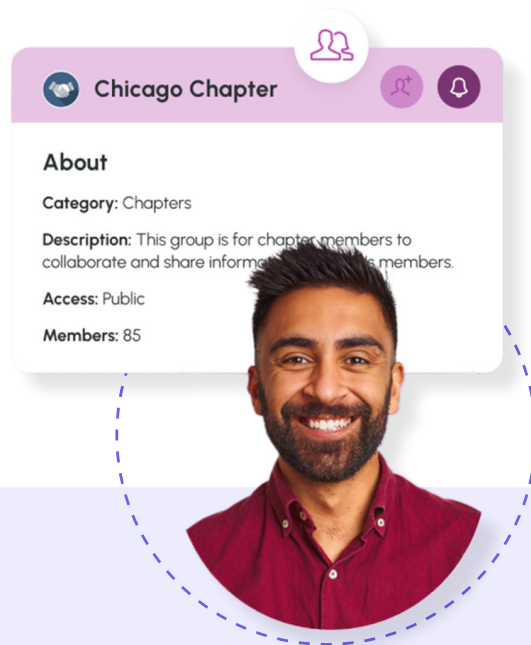 Chicago Chapter
About
Category: Chapters
Description: This group is for chapter members to
collaborate and share members.
Access: Public
Members: 85